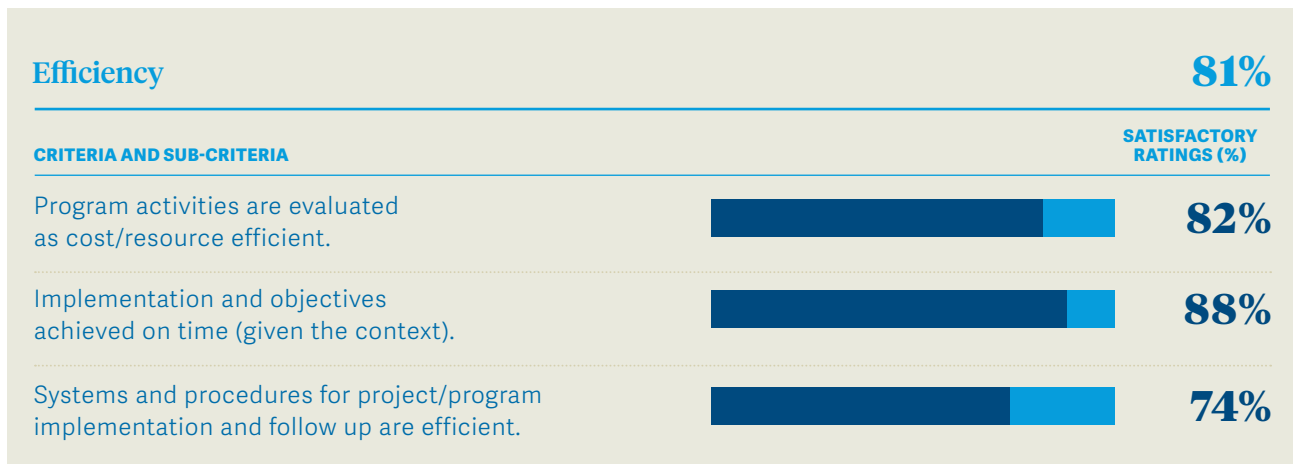 Efficiency 81%
CRITERIA AND SUB-CRITERIA
SATISFACTORY
RATINGS (%)
Program activities are evaluated
as cost/resource efficient.
82%
Implementation and objectives
achieved on time (given the context).
88%
Systems and procedures for project/program
implementation and follow up are efficient.
74%